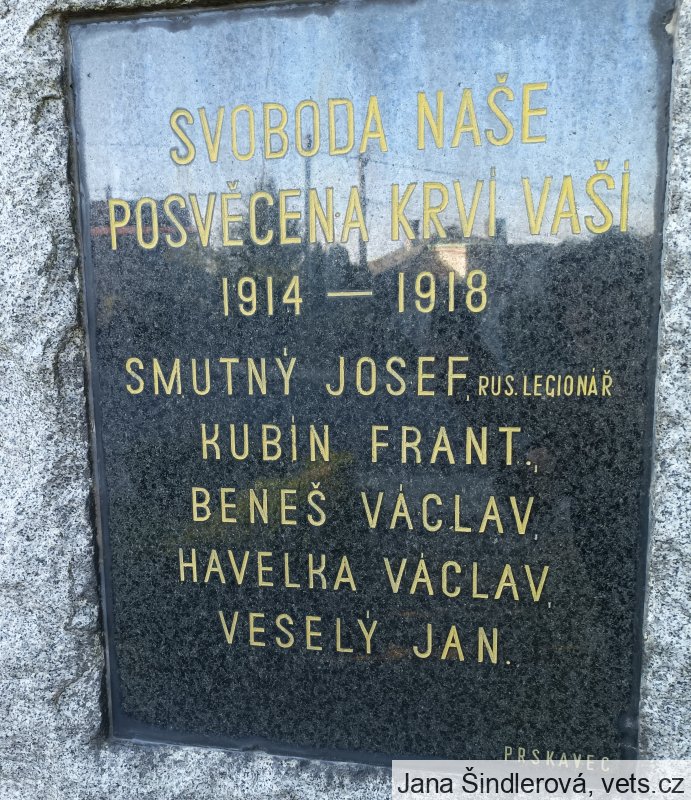 SVOBODA NAŠE
POSVĚCENA KRVÍ VAŠÍ
1914 — 1918
SMUTNÝ JOSEF, RUS. LEGIONÁŘ
KUBÍN FRANT.,
BENEŠ VÁCLAV,
HAVELKA VÁCLAV,
VESELÝ JAN.
PRSKAVEC
Jana Šindlerová, vets.cz